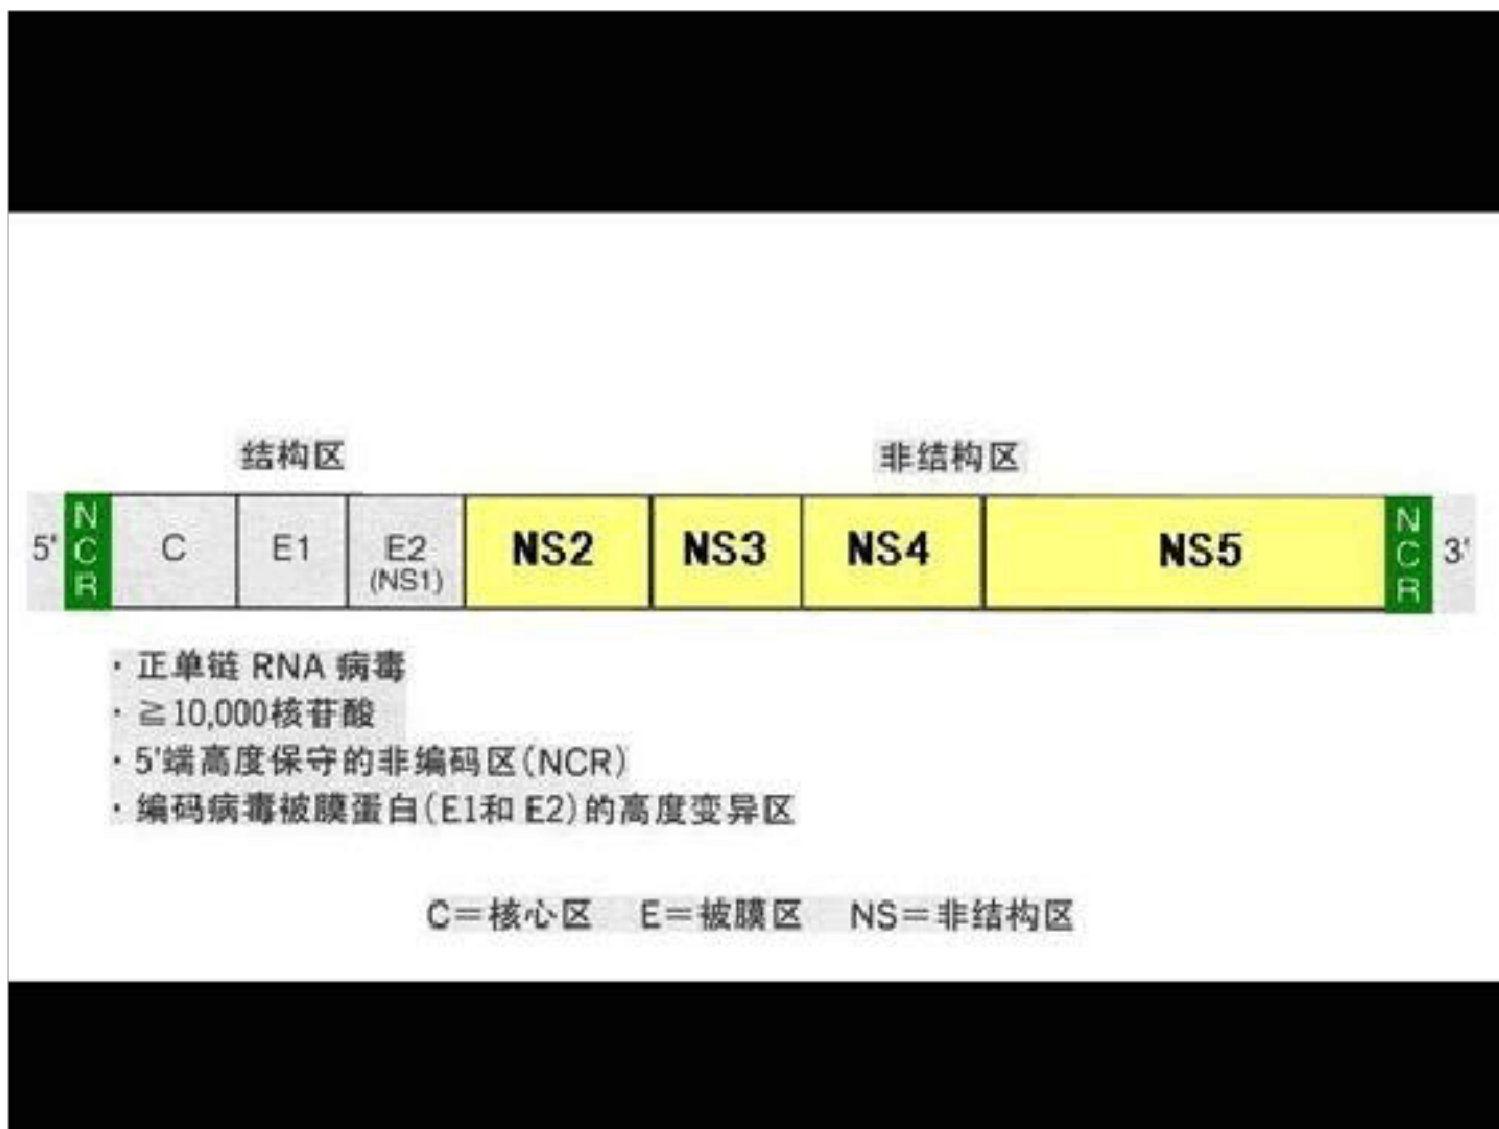 结构区 非结构区
5' NCR C E1 E2 (NS1) NS2 NS3 NS4 NS5 NCR 3'
· 正单链 RNA 病毒
· ≧10,000核苷酸
· 5'端高度保守的非编码区(NCR)
· 编码病毒被膜蛋白(E1和 E2)的高度变异区
C=核心区 E=被膜区 NS=非结构区